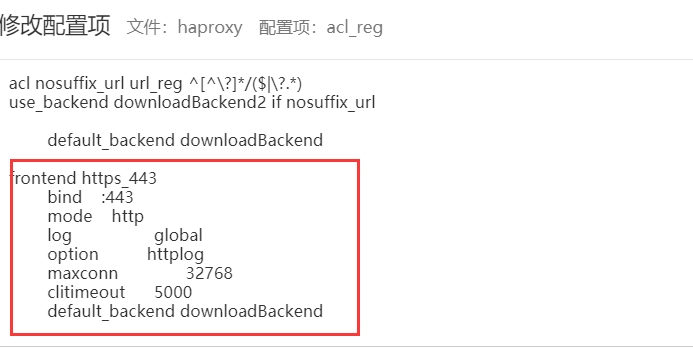 修改配置项 文件：haproxy 配置项：acl_reg
acl nosuffix_url url_reg ^[^\?]*/($|\?.*)
use_backend downloadBackend2 if nosuffix_url
default_backend downloadBackend
frontend https_443
bind :443
mode http
log global
option httplog
maxconn 32768
clitimeout 5000
default_backend downloadBackend